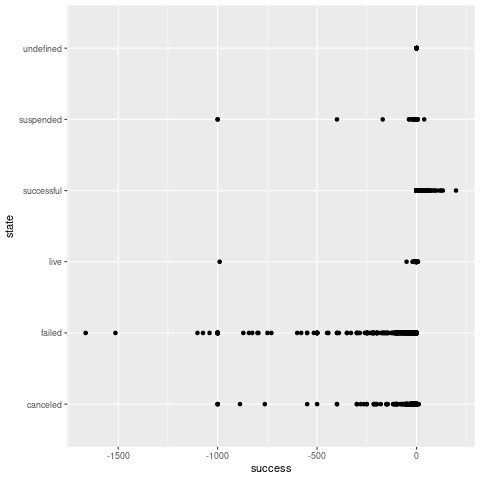 undefined
suspended
successful
live
failed
canceled
state
-1500
-1000
-500
0
success